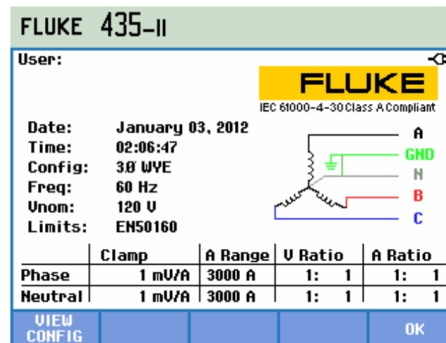 FLUKE 435-II
User:
FLUKE
IEC 61000-4-30 Class A Compliant
Date: January 03, 2012
Time: 02:06:47
Config: 3Ø WYE
Freq: 60 Hz
Vnom: 120 V
Limits: EN50160
A
GND
N
B
C
Clamp A Range V Ratio A Ratio
Phase 1 mV/A 3000 A 1: 1 1: 1
Neutral 1 mV/A 3000 A 1: 1 1: 1
VIEW CONFIG
OK